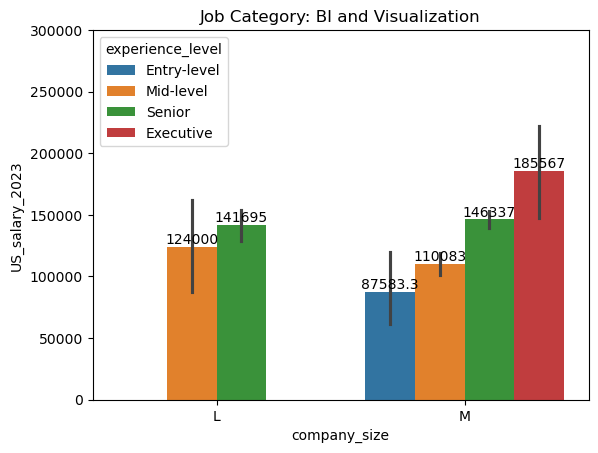 Job Category: BI and Visualization
300000
250000
200000
150000
100000
50000
0
US_salary_2023
experience_level
Entry-level
Mid-level
Senior
Executive
124000
141695
87583.3
110083
146337
185567
L
M
company_size